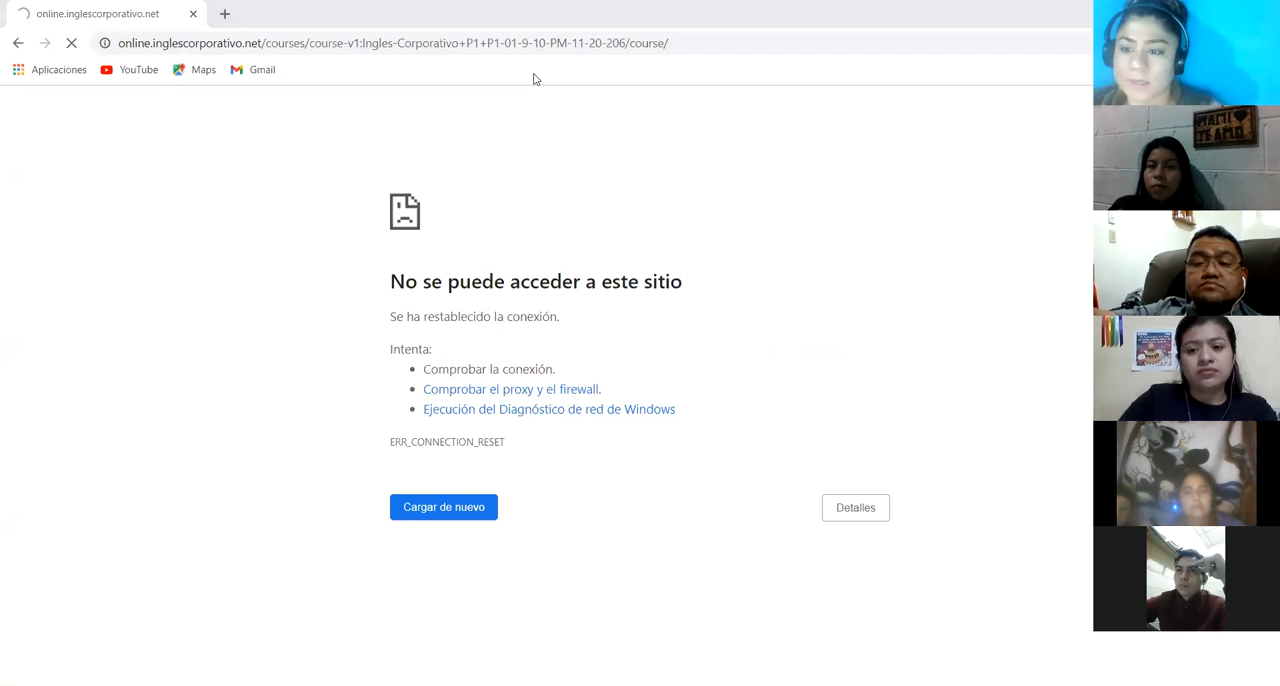 online.inglescorporativo.net
online.inglescorporativo.net/courses/course-v1:Ingles-Corporativo+P1+P1-01-9-10-PM-11-20-206/course/
Aplicaciones YouTube Maps Gmail
MAMI
TE AMO
No se puede acceder a este sitio
Se ha restablecido la conexión.
Intenta:
Comprobar la conexión.
Comprobar el proxy y el firewall.
Ejecución del Diagnóstico de red de Windows
ERR_CONNECTION_RESET
Cargar de nuevo Detalles